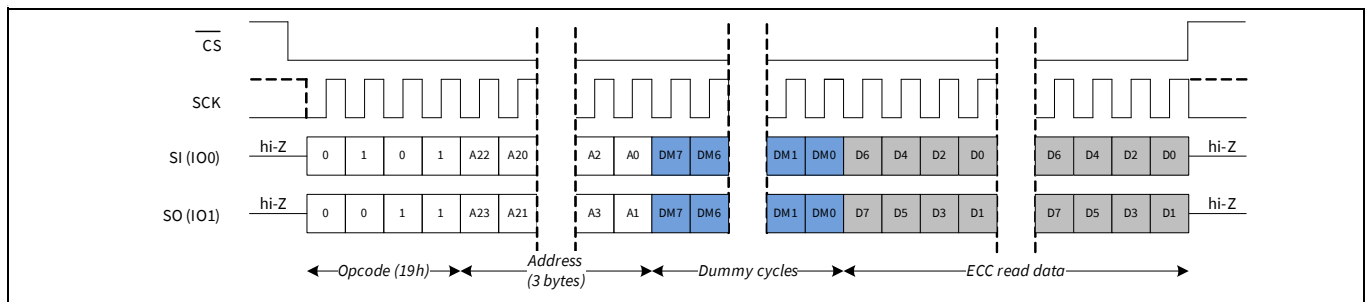 CS
SCK
SI (IO0) hi-Z 0 1 0 1 A22 A20 A2 A0 DM7 DM6 DM1 DM0 D6 D4 D2 D0 D6 D4 D2 D0 hi-Z
SO (IO1) hi-Z 0 0 1 1 A23 A21 A3 A1 DM7 DM6 DM1 DM0 D7 D5 D3 D1 D7 D5 D3 D1 hi-Z
Opcode (19h) Address (3 bytes) Dummy cycles ECC read data